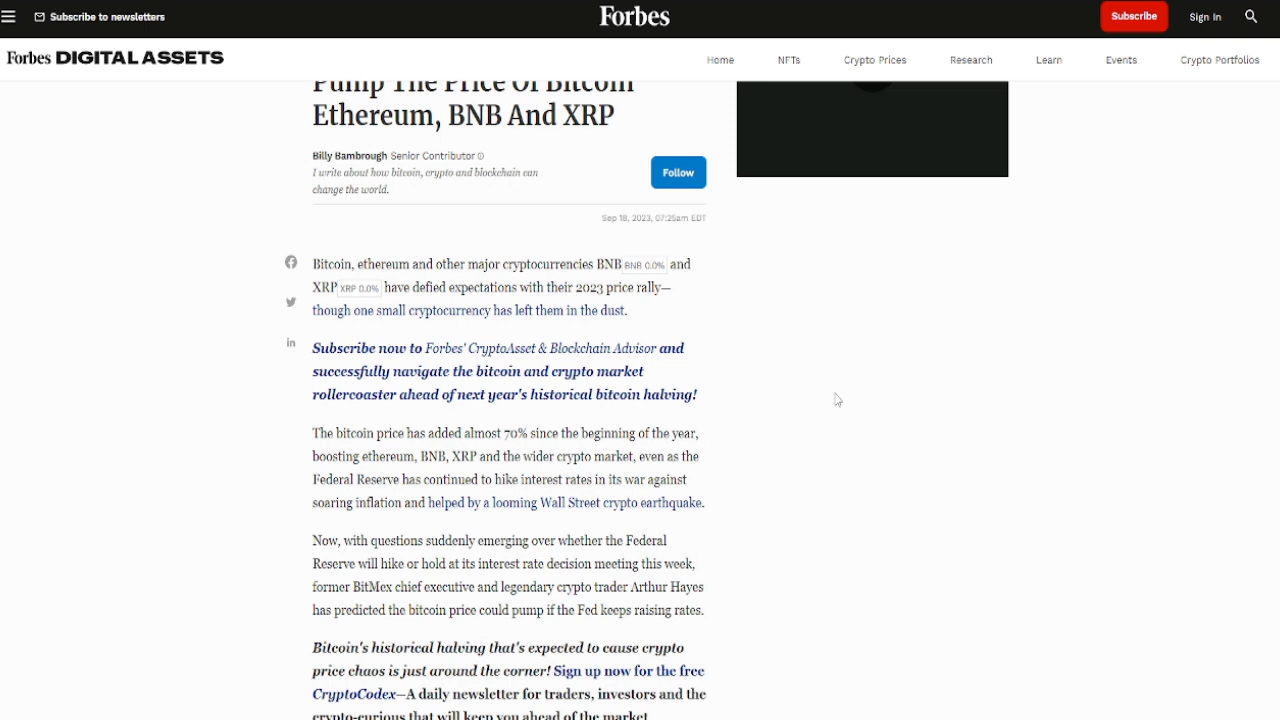 Subscribe to newsletters
Forbes
Subscribe
Sign In
Forbes DIGITAL ASSETS
Home
NFTs
Crypto Prices
Research
Learn
Events
Crypto Portfolios
Pump The Price Of Bitcoin
Ethereum, BNB And XRP
Billy Bambrough Senior Contributor
I write about how bitcoin, crypto and blockchain can
change the world.
Follow
Sep 18, 2023, 07:25am EDT
Bitcoin, ethereum and other major cryptocurrencies BNB BNB 0.0% and
XRP XRP 0.0% have defied expectations with their 2023 price rally—
though one small cryptocurrency has left them in the dust.
Subscribe now to Forbes' CryptoAsset & Blockchain Advisor and
successfully navigate the bitcoin and crypto market
rollercoaster ahead of next year's historical bitcoin halving!
The bitcoin price has added almost 70% since the beginning of the year,
boosting ethereum, BNB, XRP and the wider crypto market, even as the
Federal Reserve has continued to hike interest rates in its war against
soaring inflation and helped by a looming Wall Street crypto earthquake.
Now, with questions suddenly emerging over whether the Federal
Reserve will hike or hold at its interest rate decision meeting this week,
former BitMex chief executive and legendary crypto trader Arthur Hayes
has predicted the bitcoin price could pump if the Fed keeps raising rates.
Bitcoin's historical halving that's expected to cause crypto
price chaos is just around the corner! Sign up now for the free
CryptoCodex—A daily newsletter for traders, investors and the
crypto-curious that will keep you ahead of the market